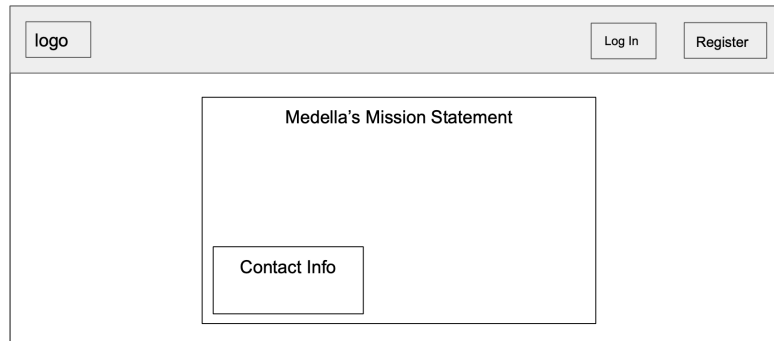 logo
Log In
Register
Medella's Mission Statement
Contact Info